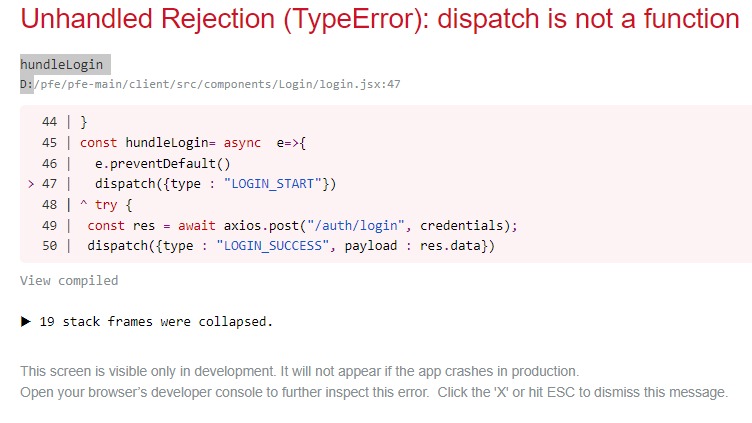 Unhandled Rejection (TypeError): dispatch is not a function
hundleLogin
D:/pfe/pfe-main/client/src/components/Login/login.jsx:47
44 | }
45 | const hundleLogin= async  e=>{
46 |   e.preventDefault()
> 47 |   dispatch({type : "LOGIN_START"})
48 | ^ try {
49 |  const res = await axios.post("/auth/login", credentials);
50 |  dispatch({type : "LOGIN_SUCCESS", payload : res.data})
View compiled
▶ 19 stack frames were collapsed.
This screen is visible only in development. It will not appear if the app crashes in production.
Open your browser’s developer console to further inspect this error.  Click the 'X' or hit ESC to dismiss this message.